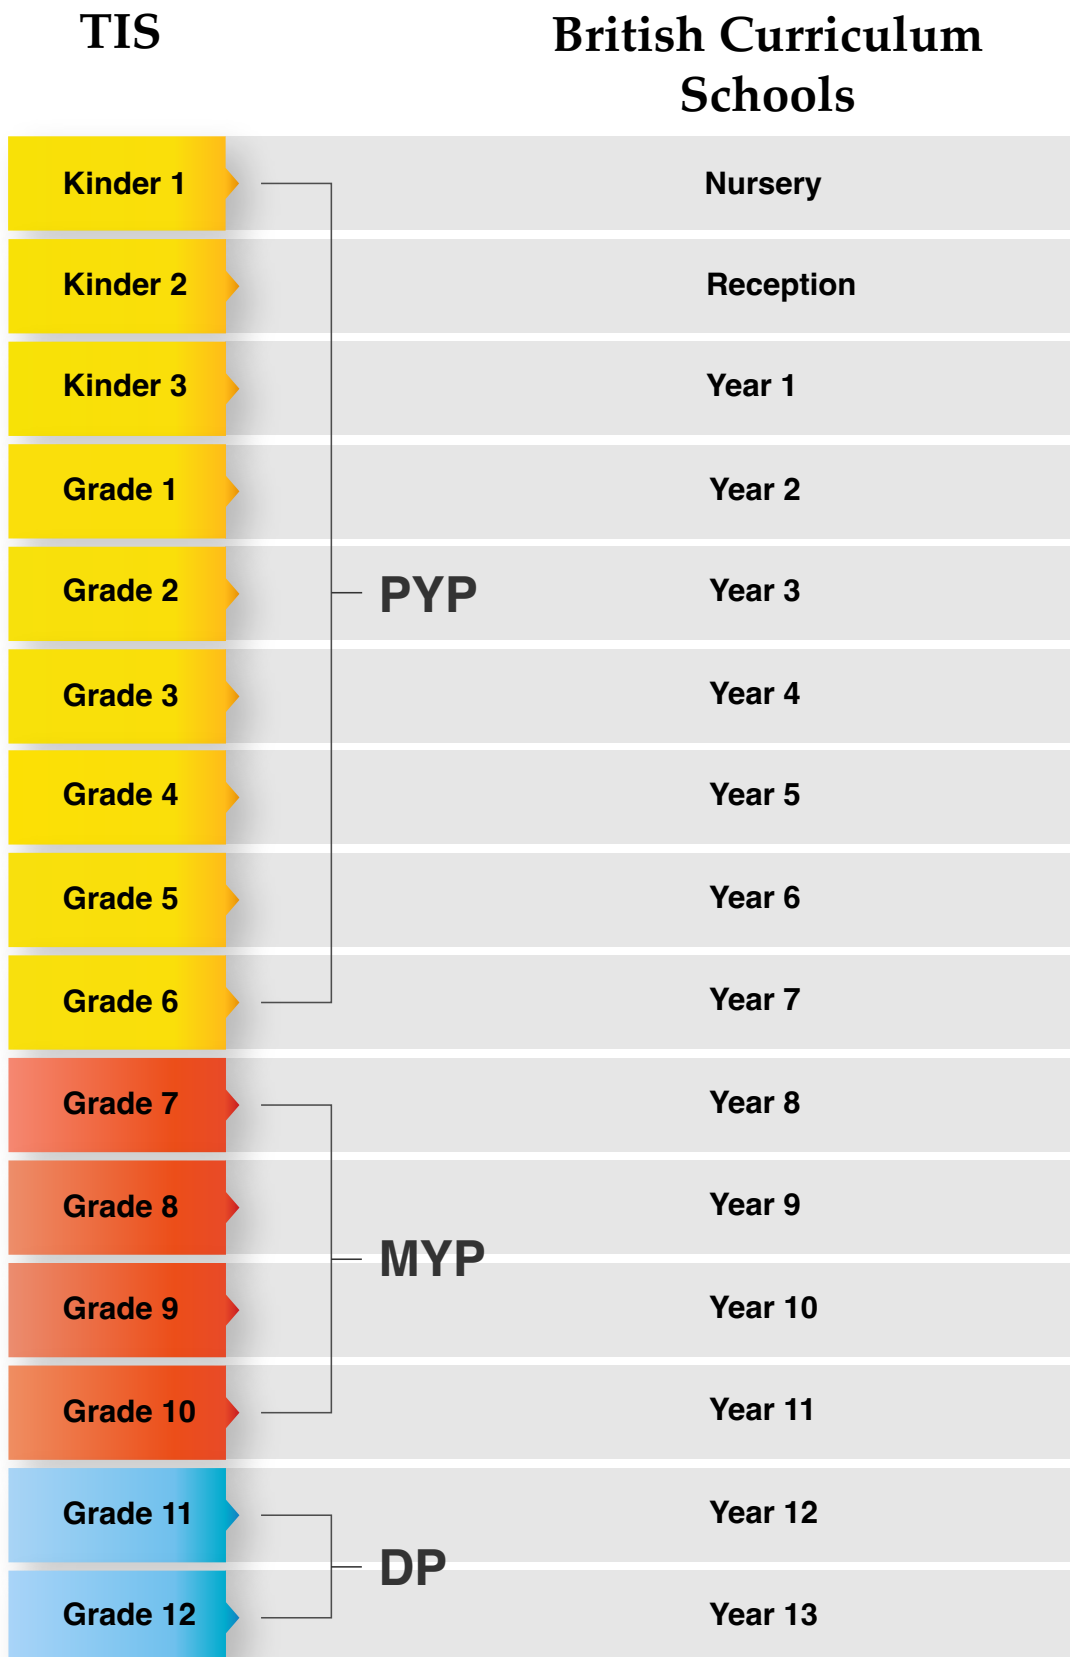 TIS
British Curriculum
Schools
Kinder 1
Nursery
Kinder 2
Reception
Kinder 3
Year 1
Grade 1
Year 2
Grade 2
PYP
Year 3
Grade 3
Year 4
Grade 4
Year 5
Grade 5
Year 6
Grade 6
Year 7
Grade 7
Year 8
Grade 8
Year 9
MYP
Grade 9
Year 10
Grade 10
Year 11
Grade 11
Year 12
DP
Grade 12
Year 13